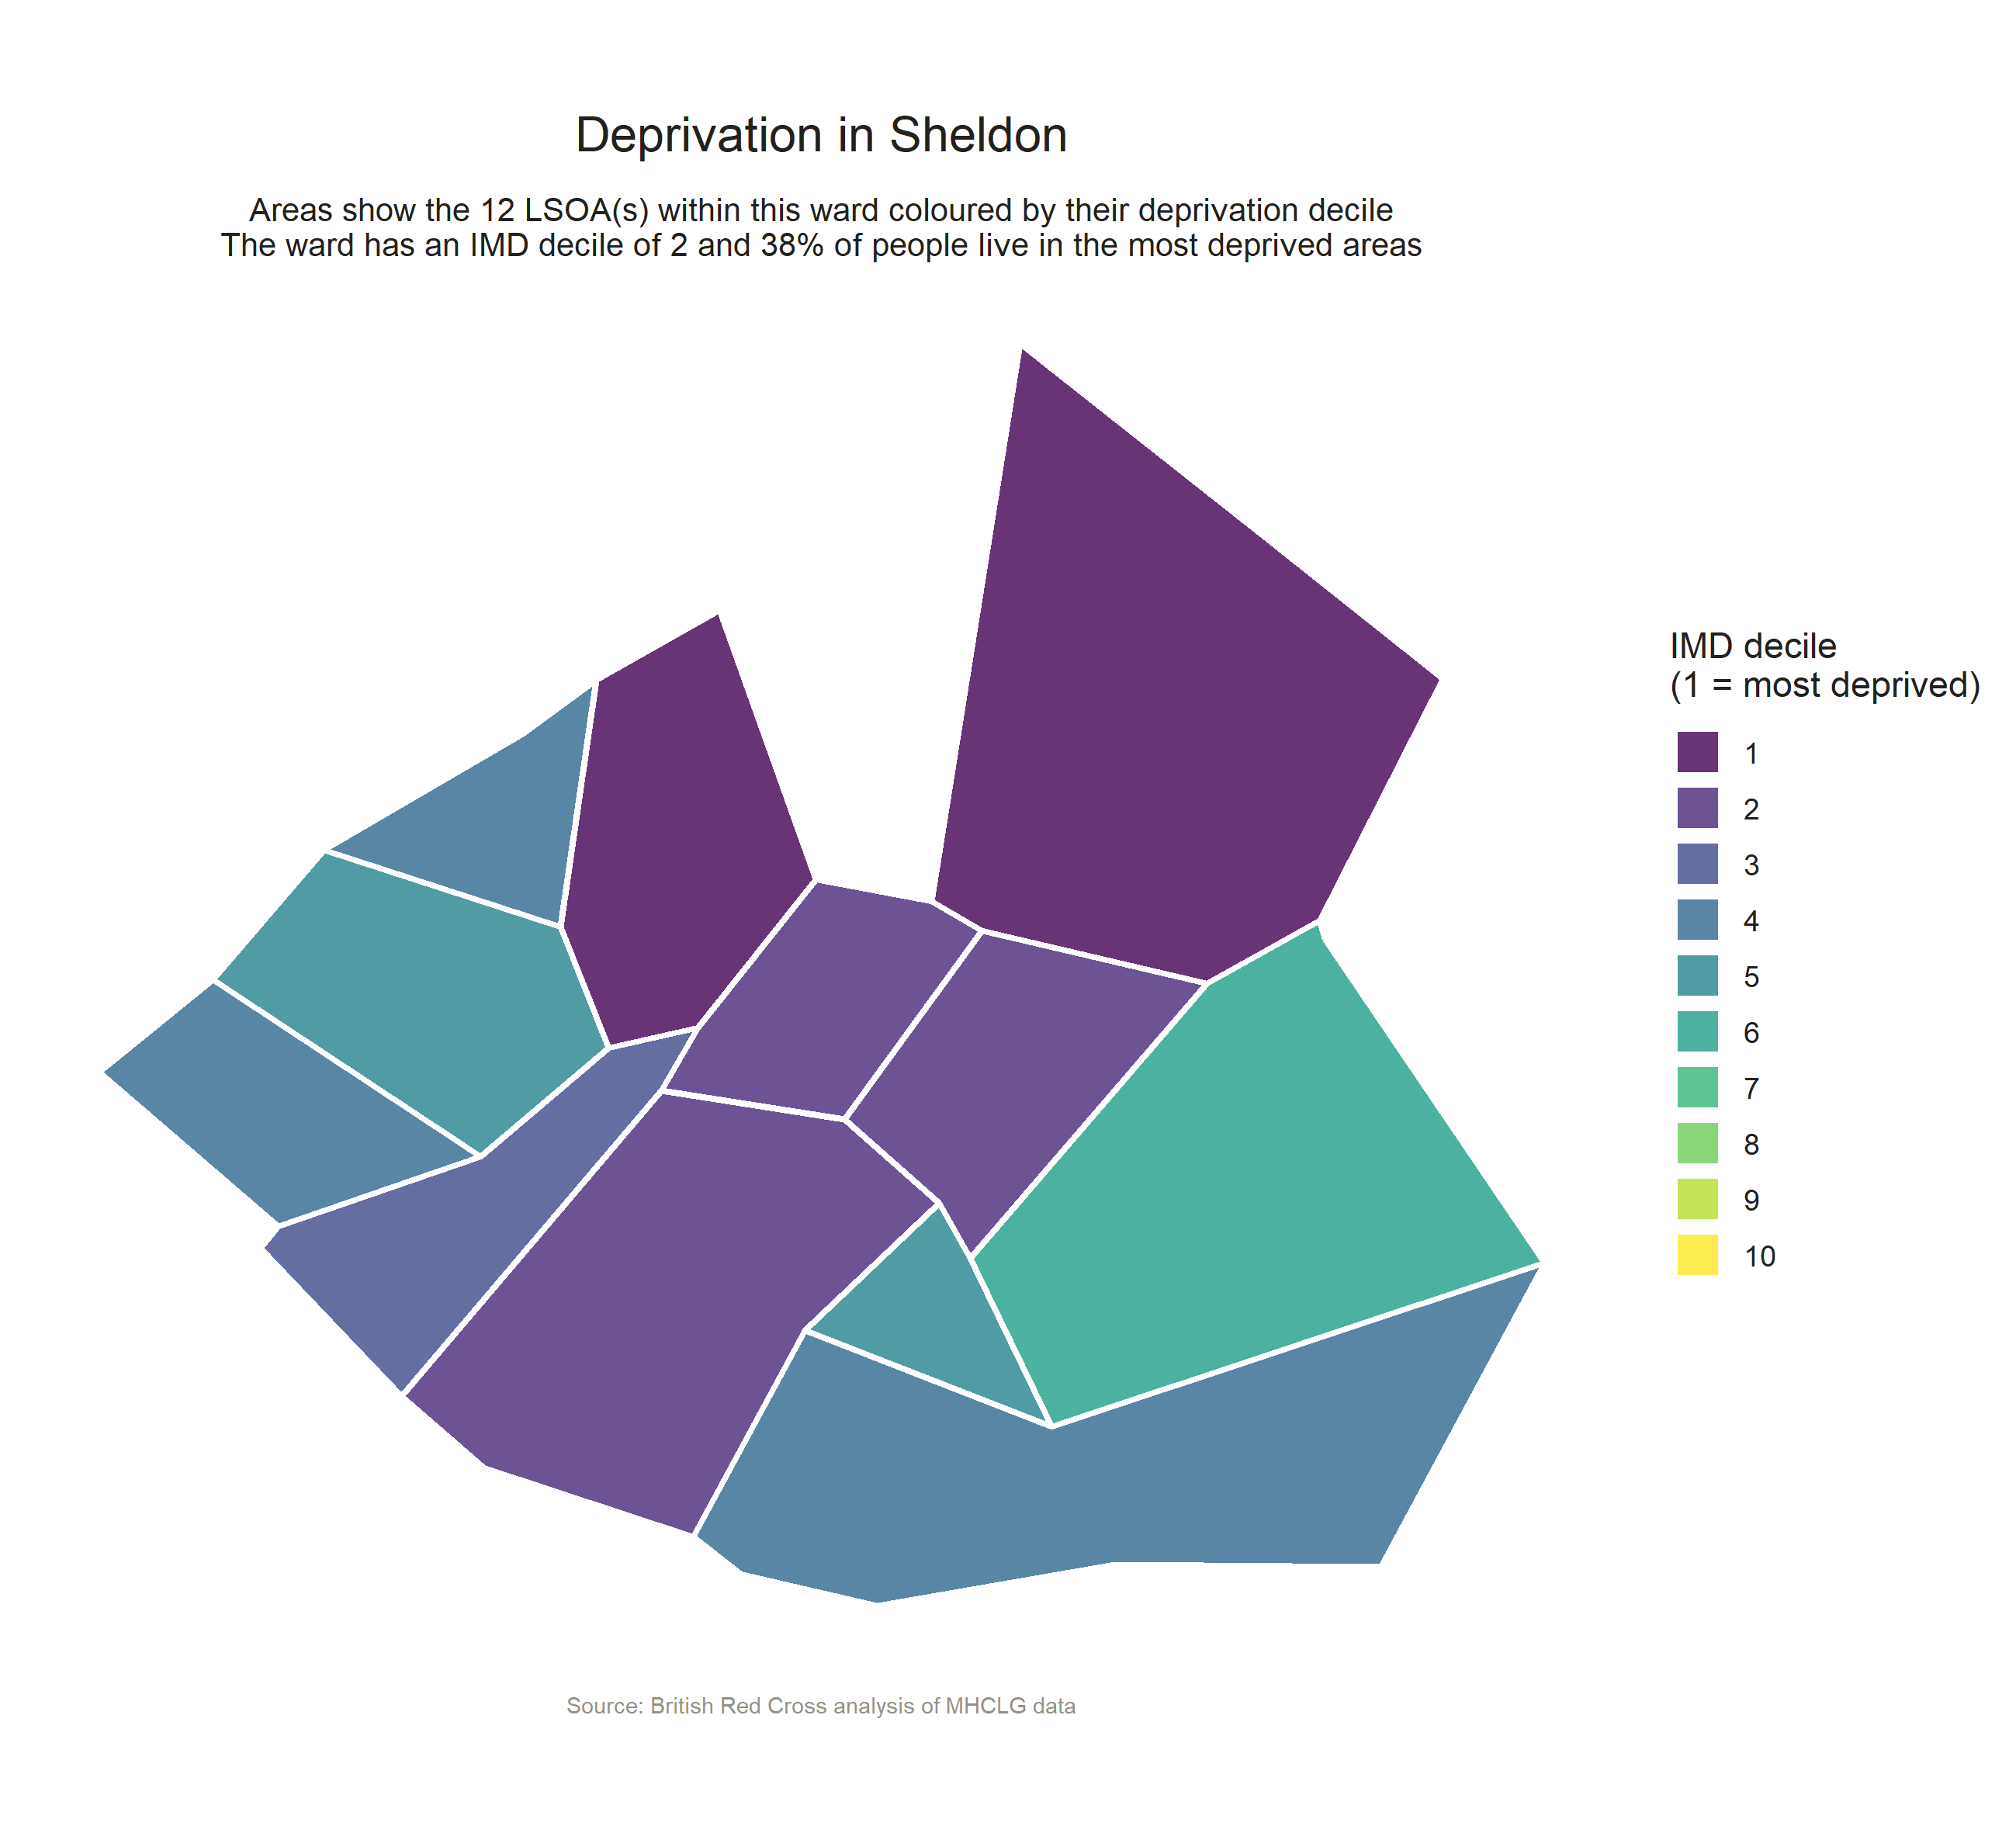 Deprivation in Sheldon
Areas show the 12 LSOA(s) within this ward coloured by their deprivation decile
The ward has an IMD decile of 2 and 38% of people live in the most deprived areas
IMD decile
(1 = most deprived)
1
2
3
4
5
6
7
8
9
10
Source: British Red Cross analysis of MHCLG data